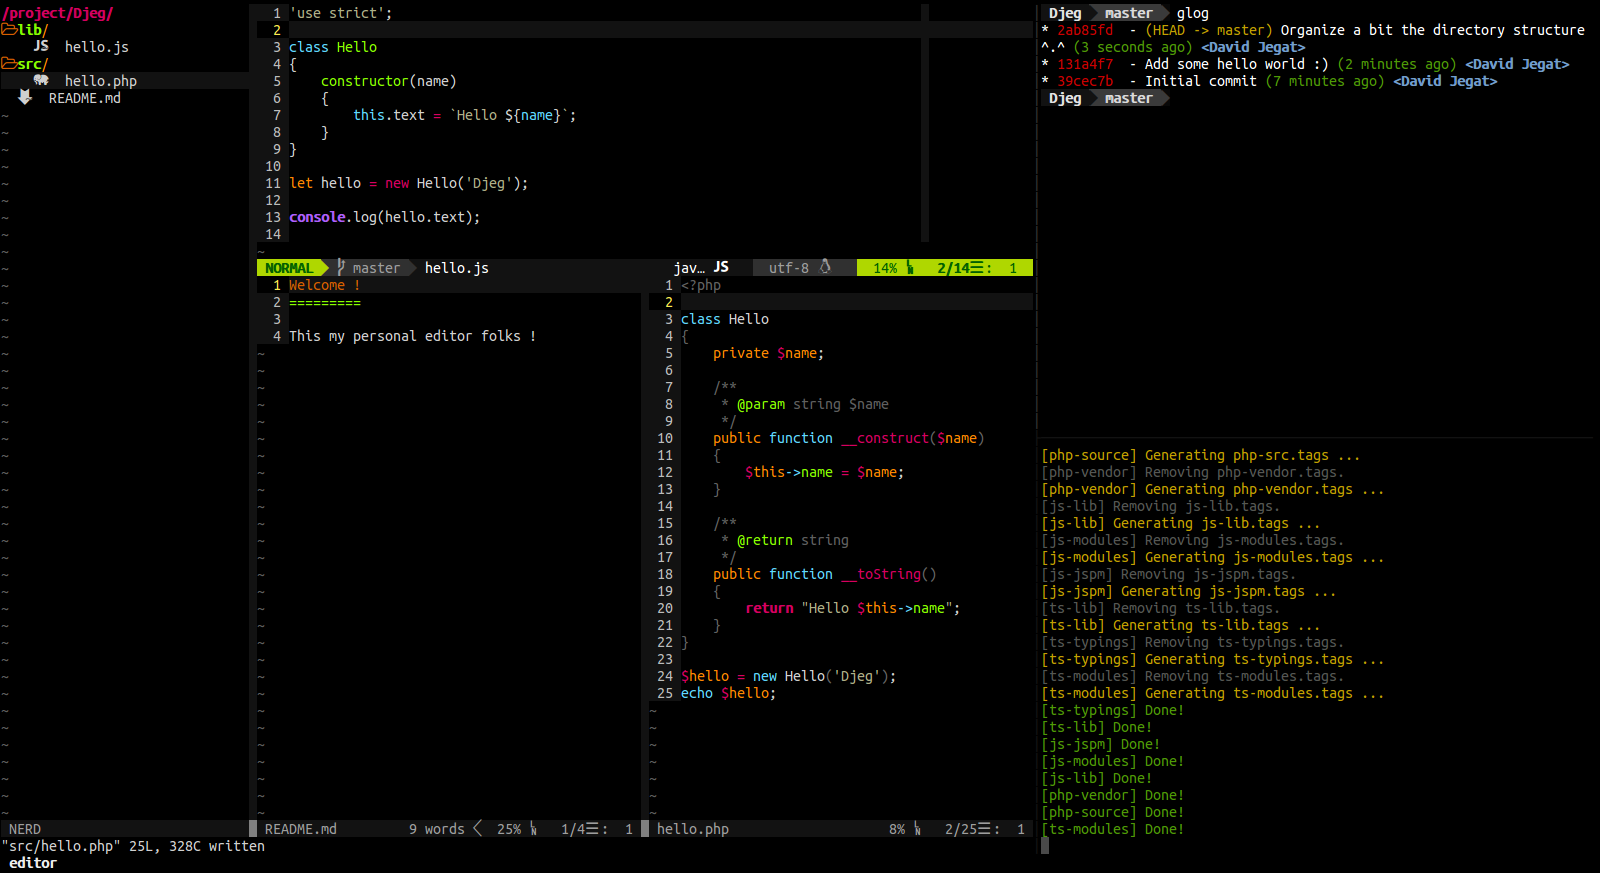 /project/Djeg/
lib/
JS hello.js
src/
hello.php
README.md
NERD
1 'use strict';
2
3 class Hello
4 {
5     constructor(name)
6     {
7         this.text = `Hello ${name}`;
8     }
9 }
10
11 let hello = new Hello('Djeg');
12
13 console.log(hello.text);
14
~
NORMAL master hello.js jav… JS utf-8 14% 2/14☰: 1
1 Welcome !
2 =========
3
4 This my personal editor folks !
README.md 9 words 25% 1/4☰: 1
1 <?php
2
3 class Hello
4 {
5     private $name;
6
7     /**
8      * @param string $name
9      */
10     public function __construct($name)
11     {
12         $this->name = $name;
13     }
14
15     /**
16      * @return string
17      */
18     public function __toString()
19     {
20         return "Hello $this->name";
21     }
22 }
23
24 $hello = new Hello('Djeg');
25 echo $hello;
hello.php 8% 2/25☰: 1
"src/hello.php" 25L, 328C written
editor
Djeg master glog
* 2ab85fd - (HEAD -> master) Organize a bit the directory structure
^.^ (3 seconds ago) <David Jegat>
* 131a4f7 - Add some hello world :) (2 minutes ago) <David Jegat>
* 39cec7b - Initial commit (7 minutes ago) <David Jegat>
Djeg master
[php-source] Generating php-src.tags ...
[php-vendor] Removing php-vendor.tags.
[php-vendor] Generating php-vendor.tags ...
[js-lib] Removing js-lib.tags.
[js-lib] Generating js-lib.tags ...
[js-modules] Removing js-modules.tags.
[js-modules] Generating js-modules.tags ...
[js-jspm] Removing js-jspm.tags.
[js-jspm] Generating js-jspm.tags ...
[ts-lib] Removing ts-lib.tags.
[ts-lib] Generating ts-lib.tags ...
[ts-typings] Removing ts-typings.tags.
[ts-typings] Generating ts-typings.tags ...
[ts-modules] Removing ts-modules.tags.
[ts-modules] Generating ts-modules.tags ...
[ts-typings] Done!
[ts-lib] Done!
[js-jspm] Done!
[js-modules] Done!
[js-lib] Done!
[php-vendor] Done!
[php-source] Done!
[ts-modules] Done!